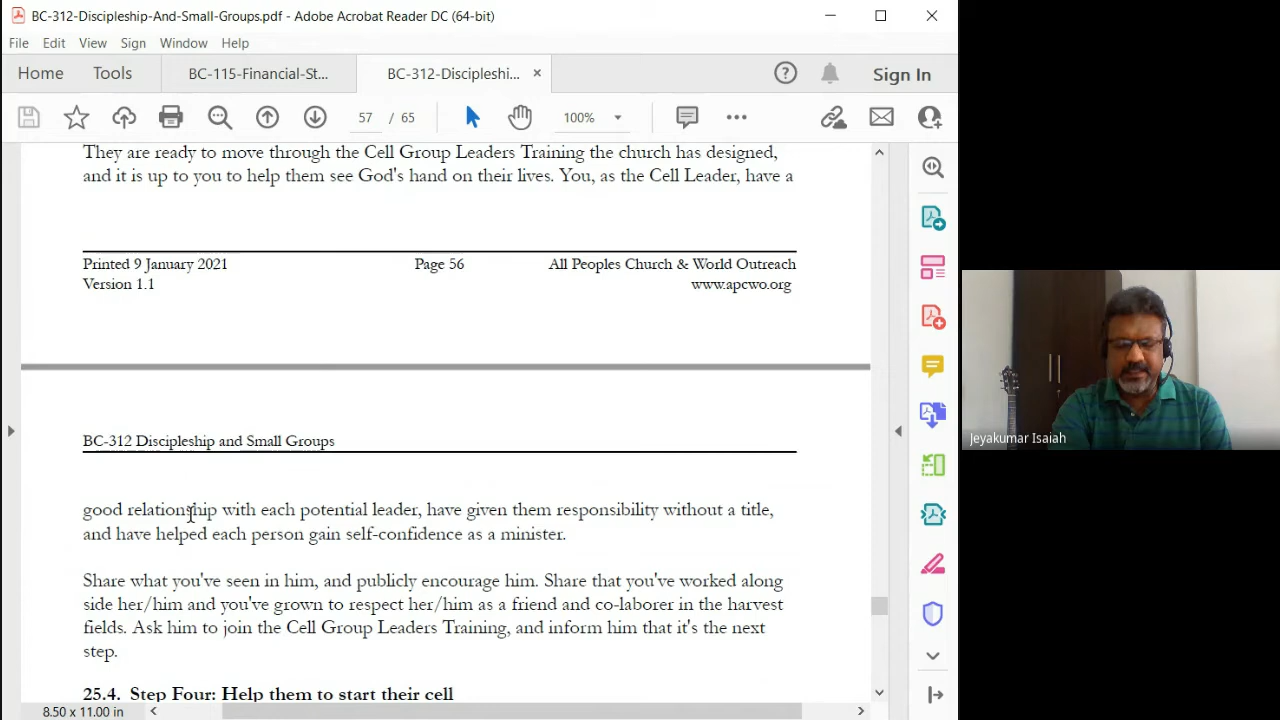 BC-312-Discipleship-And-Small-Groups.pdf - Adobe Acrobat Reader DC (64-bit)
File Edit View Sign Window Help
Home Tools BC-115-Financial-St... BC-312-Discipleshi... × Sign In
57 / 65 100%
They are ready to move through the Cell Group Leaders Training the church has designed,
and it is up to you to help them see God's hand on their lives. You, as the Cell Leader, have a
Printed 9 January 2021 Page 56 All Peoples Church & World Outreach
Version 1.1 www.apcwo.org
BC-312 Discipleship and Small Groups
good relationship with each potential leader, have given them responsibility without a title,
and have helped each person gain self-confidence as a minister.
Share what you've seen in him, and publicly encourage him. Share that you've worked along
side her/him and you've grown to respect her/him as a friend and co-laborer in the harvest
fields. Ask him to join the Cell Group Leaders Training, and inform him that it's the next
step.
25.4. Step Four: Help them to start their cell
8.50 x 11.00 in
Jeyakumar Isaiah